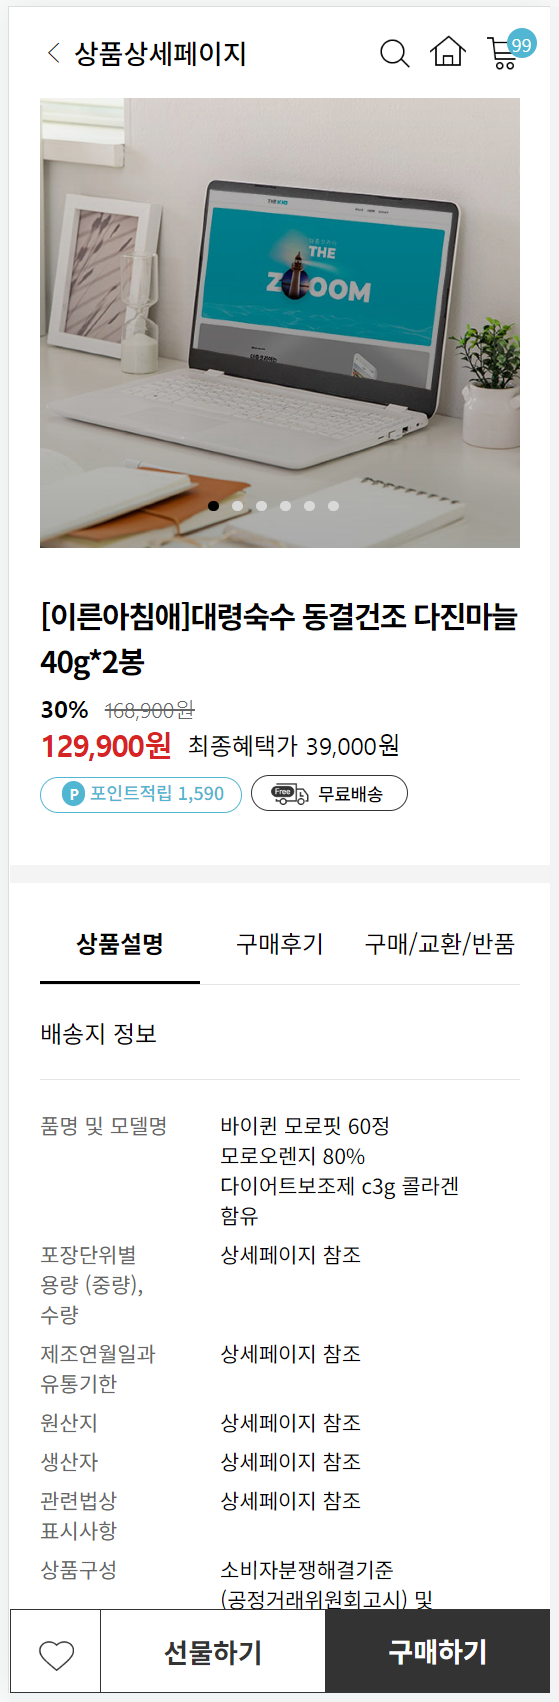 상품상세페이지
99
THE
ZOOM
[이른아침애]대령숙수 동결건조 다진마늘
40g*2봉
30% 168,900원
129,900원 최종혜택가 39,000원
P 포인트적립 1,590 Free 무료배송
상품설명 구매후기 구매/교환/반품
배송지 정보
품명 및 모델명 바이퀸 모로핏 60정
모로오렌지 80%
다이어트보조제 c3g 콜라겐
함유
포장단위별 상세페이지 참조
용량 (중량),
수량
제조연월일과 상세페이지 참조
유통기한
원산지 상세페이지 참조
생산자 상세페이지 참조
관련법상 상세페이지 참조
표시사항
상품구성 소비자분쟁해결기준
(공정거래위원회고시) 및
선물하기 구매하기